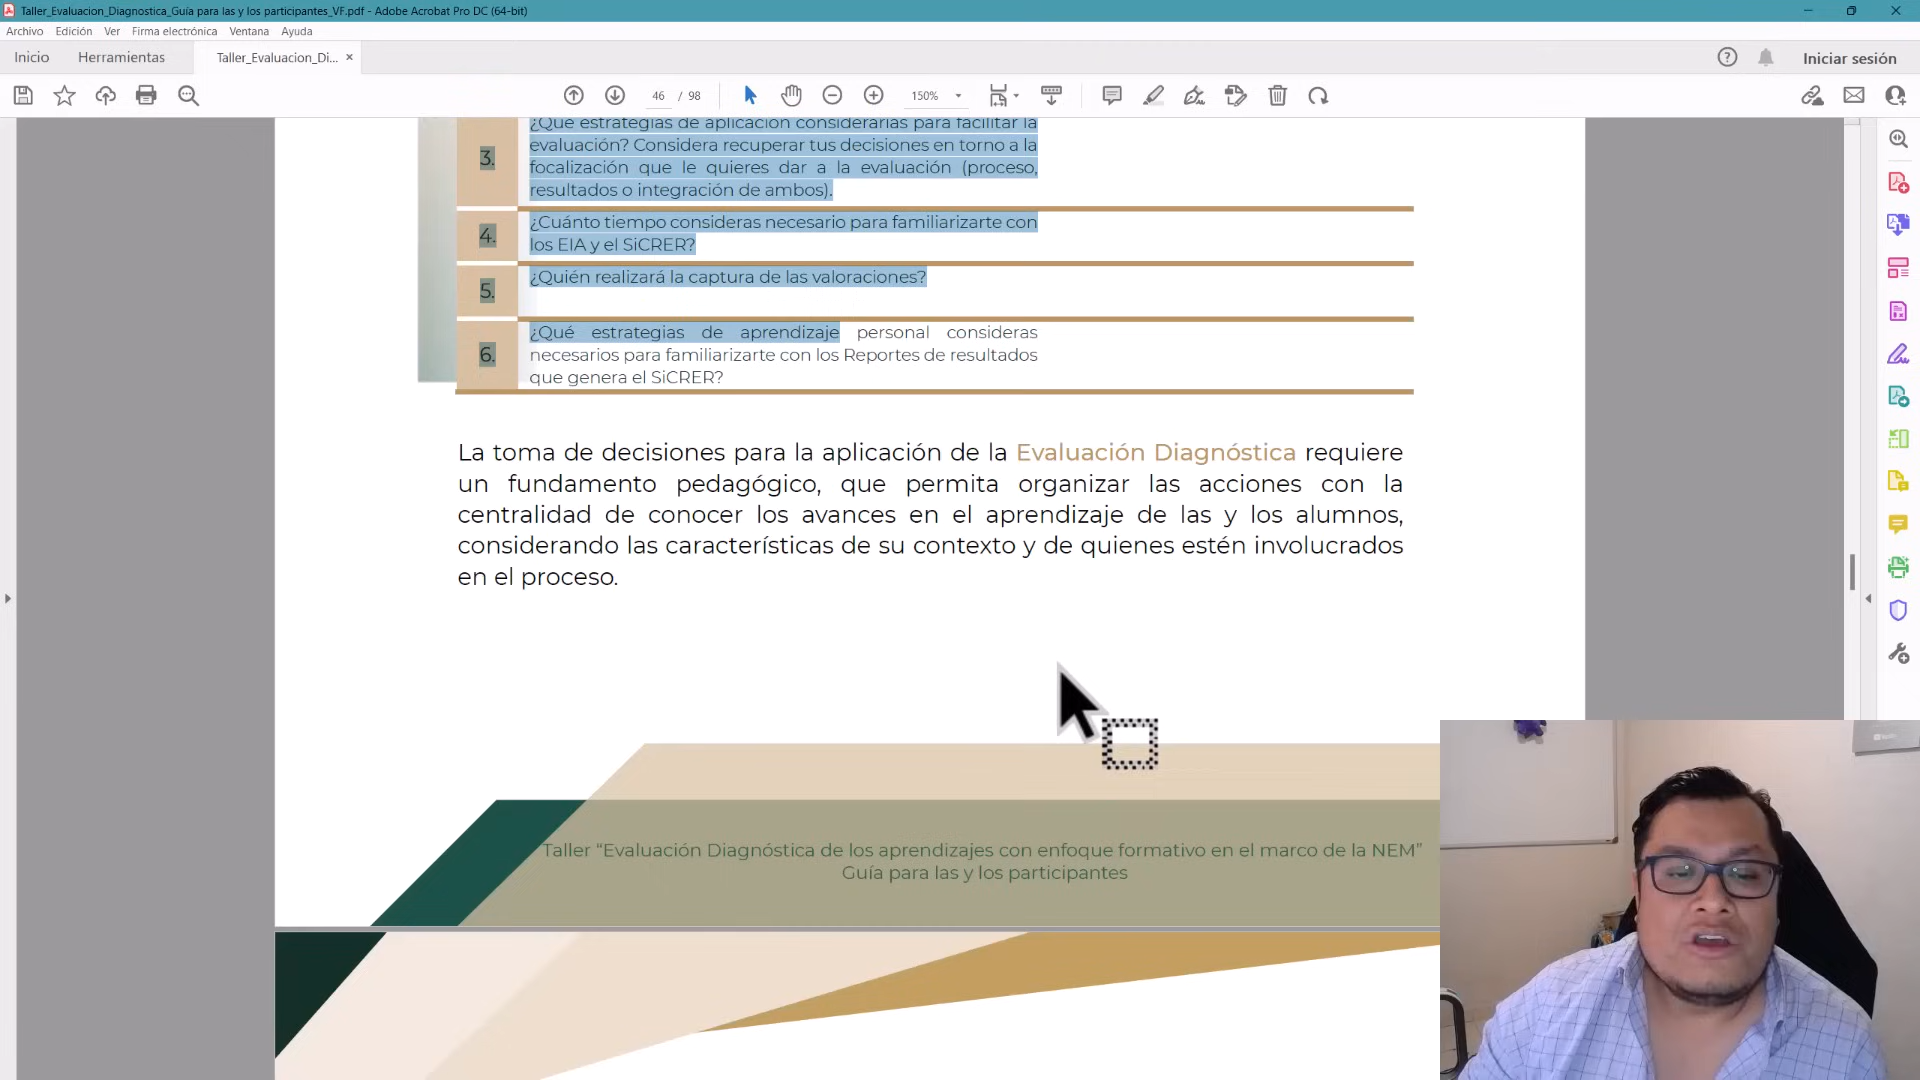 Taller_Evaluacion_Diagnostica_Guía para las y los participantes_VF.pdf - Adobe Acrobat Pro DC (64-bit)
Archivo Edición Ver Firma electrónica Ventana Ayuda
Inicio Herramientas Taller_Evaluacion_Di... × Iniciar sesión
46 / 98 150%
¿Qué estrategias de aplicación considerarías para facilitar la
3. evaluación? Considera recuperar tus decisiones en torno a la
focalización que le quieres dar a la evaluación (proceso,
resultados o integración de ambos).
4. ¿Cuánto tiempo consideras necesario para familiarizarte con
los EIA y el SiCRER?
5. ¿Quién realizará la captura de las valoraciones?
6. ¿Qué estrategias de aprendizaje personal consideras
necesarios para familiarizarte con los Reportes de resultados
que genera el SiCRER?
La toma de decisiones para la aplicación de la Evaluación Diagnóstica requiere
un fundamento pedagógico, que permita organizar las acciones con la
centralidad de conocer los avances en el aprendizaje de las y los alumnos,
considerando las características de su contexto y de quienes estén involucrados
en el proceso.
Taller “Evaluación Diagnóstica de los aprendizajes con enfoque formativo en el marco de la NEM”
Guía para las y los participantes